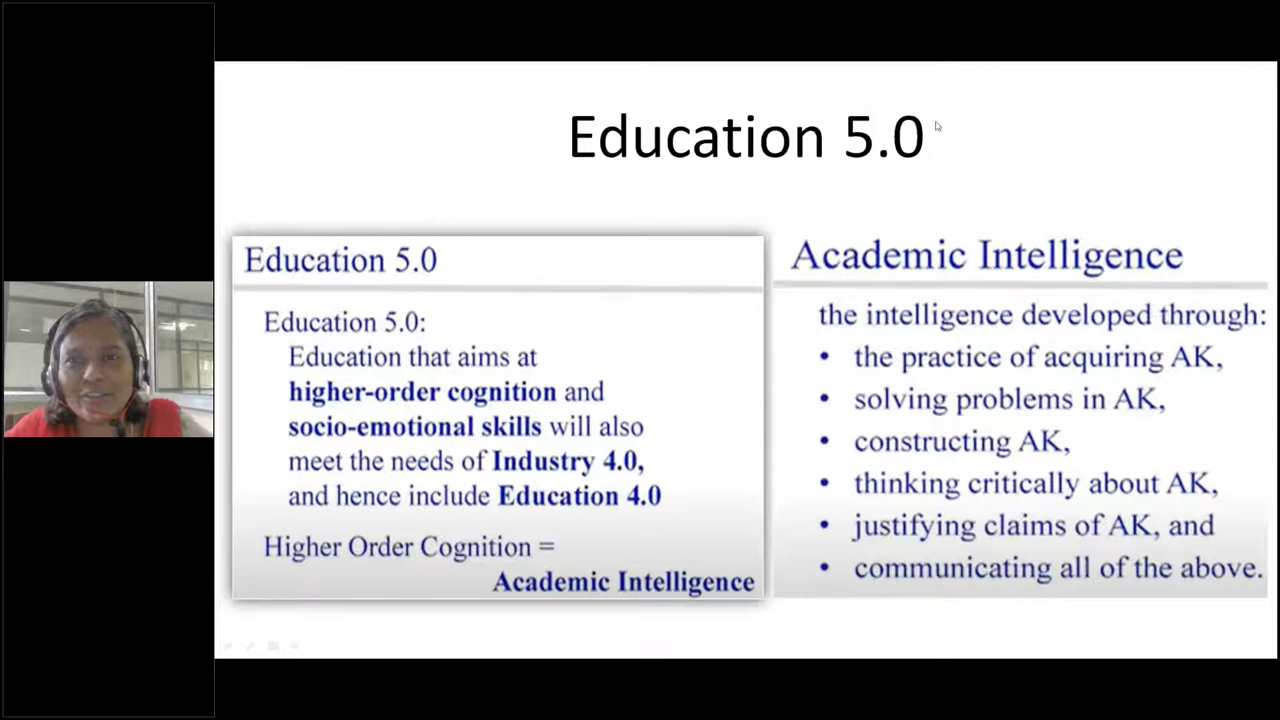 Education 5.0
Education 5.0
Education 5.0:
Education that aims at
higher-order cognition and
socio-emotional skills will also
meet the needs of Industry 4.0,
and hence include Education 4.0
Higher Order Cognition =
Academic Intelligence
Academic Intelligence
the intelligence developed through:
• the practice of acquiring AK,
• solving problems in AK,
• constructing AK,
• thinking critically about AK,
• justifying claims of AK, and
• communicating all of the above.